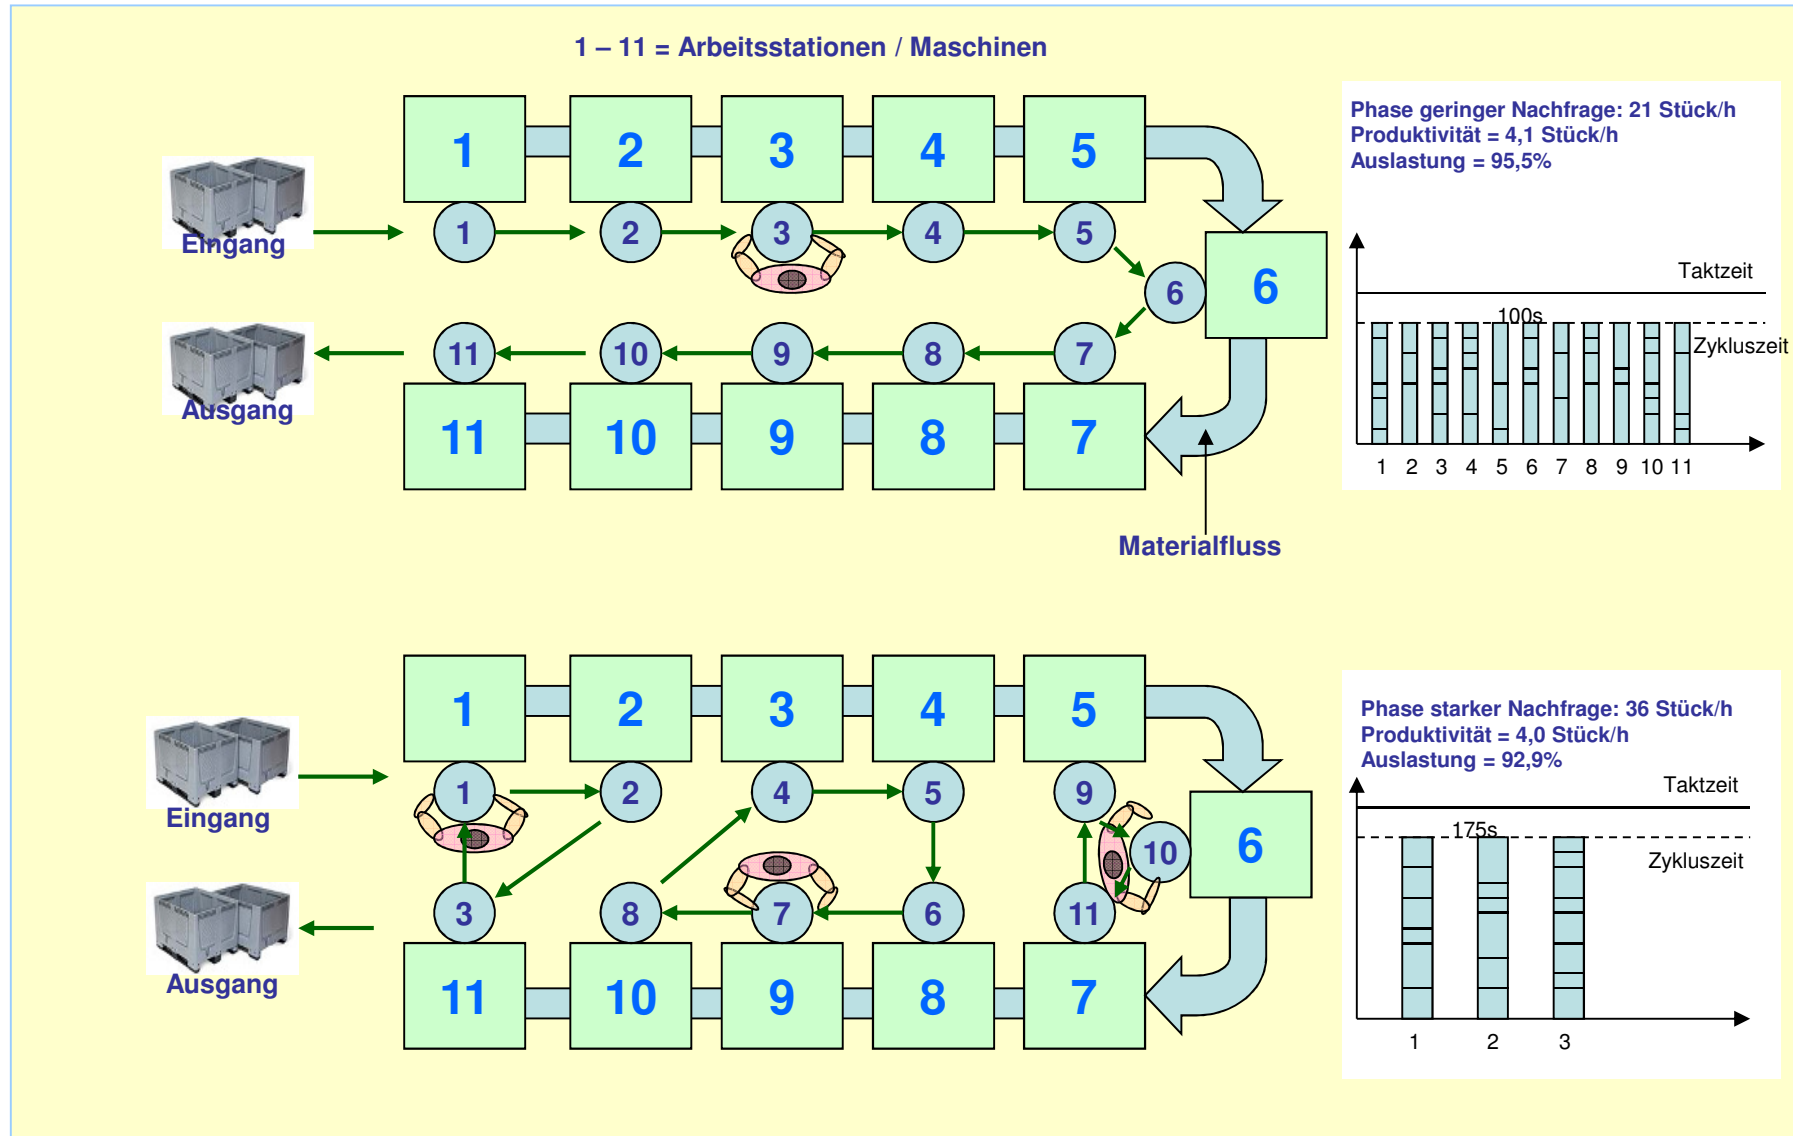 1 – 11 = Arbeitsstationen / Maschinen
1 2 3 4 5
Phase geringer Nachfrage: 21 Stück/h
Produktivität = 4,1 Stück/h
Auslastung = 95,5%
Eingang
1 2 3 4 5
6 6
Taktzeit
100s
Zykluszeit
11 10 9 8 7
Ausgang
11 10 9 8 7
1 2 3 4 5 6 7 8 9 10 11
Materialfluss
1 2 3 4 5
Phase starker Nachfrage: 36 Stück/h
Produktivität = 4,0 Stück/h
Auslastung = 92,9%
Eingang
1 2 4 5 9
10 6
Taktzeit
175s
Zykluszeit
3 8 7 6 11
Ausgang
11 10 9 8 7
1 2 3